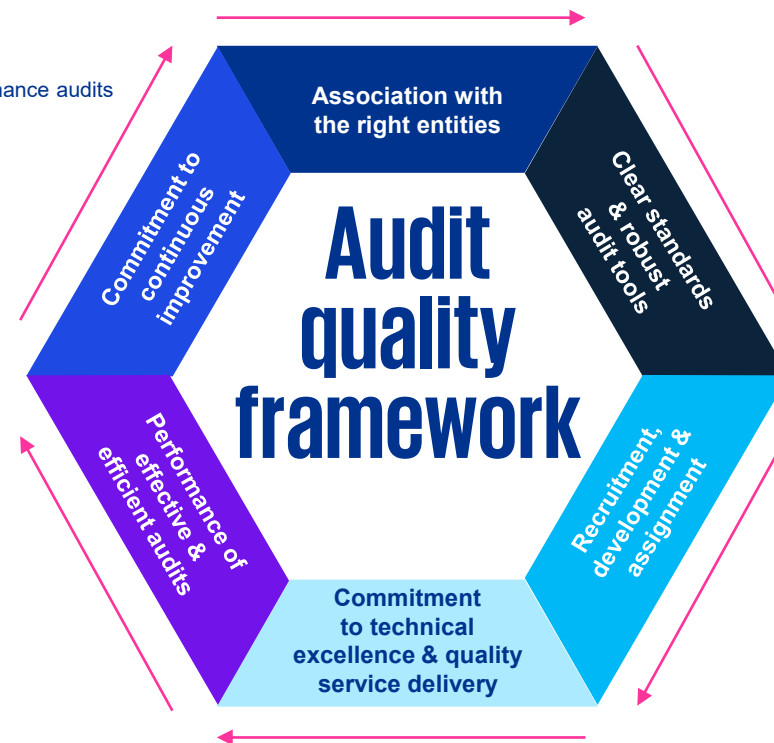 audits
Association with
the right entities
Clear standards
& robust
audit tools
Recruitment,
development &
assignment
Commitment
to technical
excellence & quality
service delivery
Performance of
effective &
efficient audits
Commitment to
continuous
improvement
Audit
quality
framework